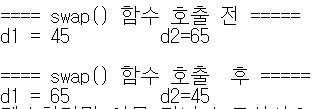 ==== swap() 함수 호출 전 =====
d1 = 45 d2=65
==== swap() 함수 호출 후 =====
d1 = 65 d2=45